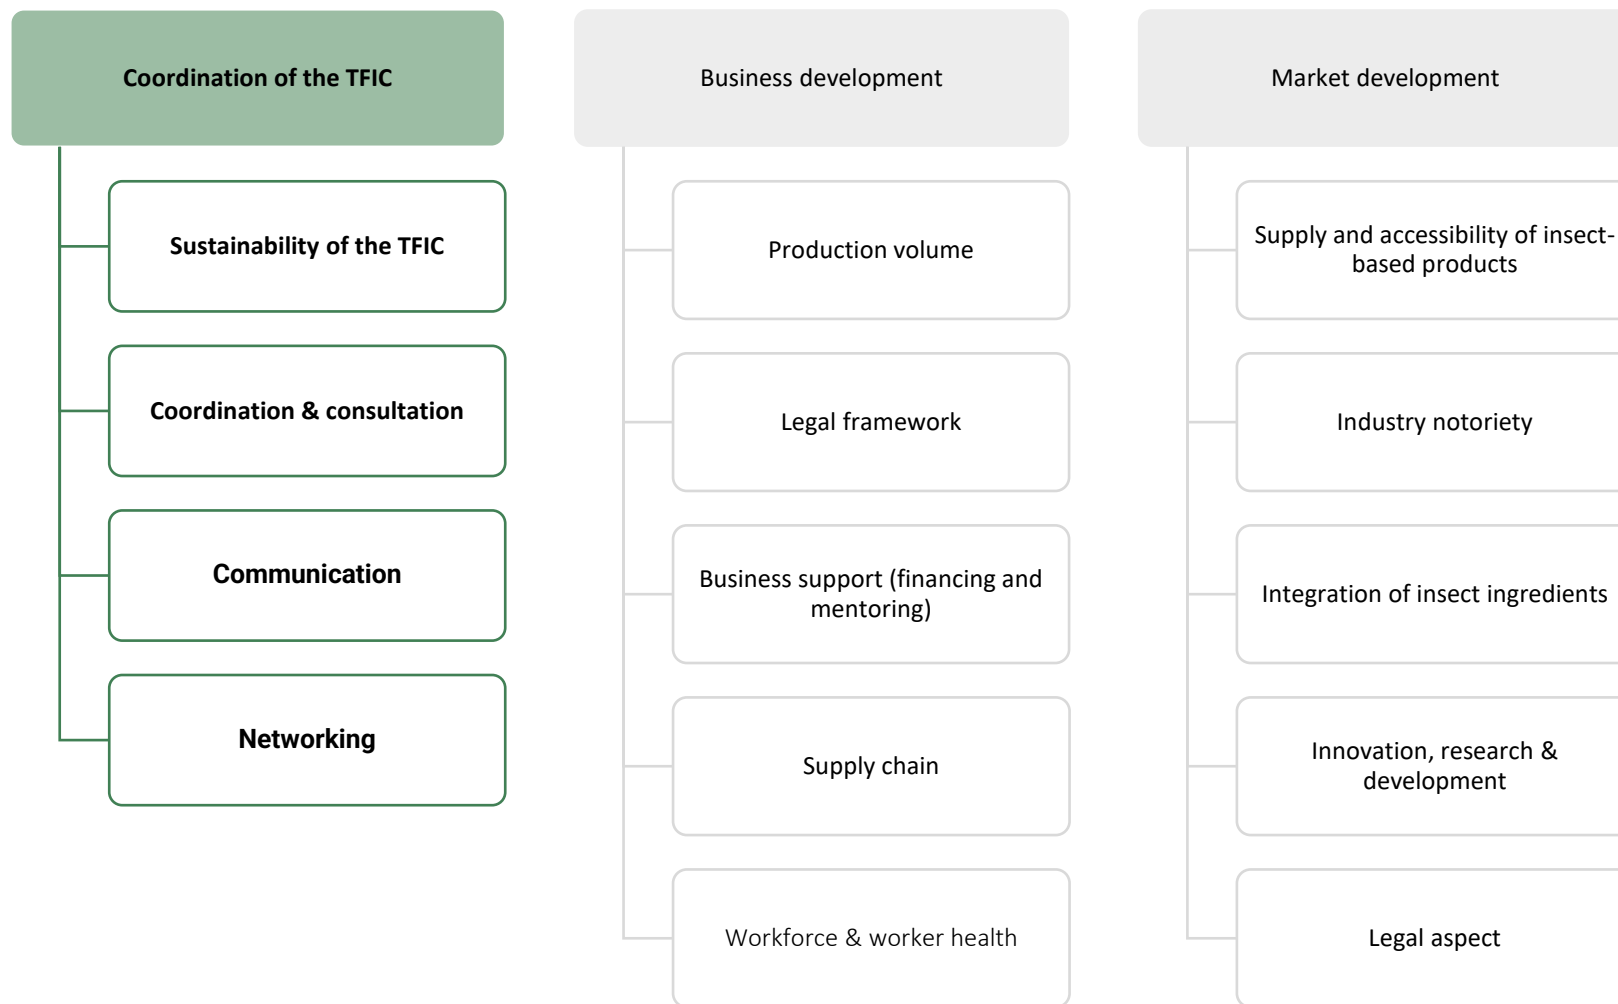 Coordination of the TFIC
Sustainability of the TFIC
Coordination & consultation
Communication
Networking
Business development
Production volume
Legal framework
Business support (financing and
mentoring)
Supply chain
Workforce & worker health
Market development
Supply and accessibility of insect-
based products
Industry notoriety
Integration of insect ingredients
Innovation, research &
development
Legal aspect